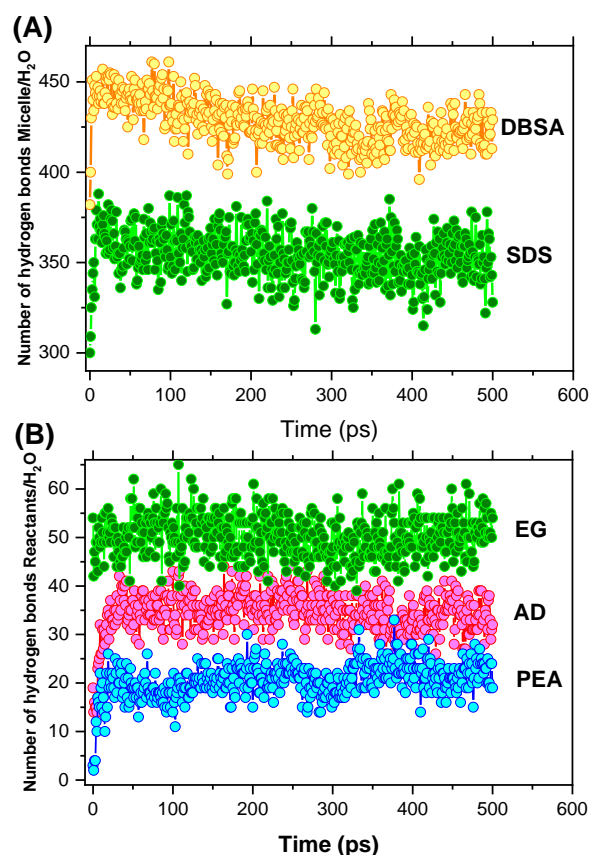 (A)
Number of hydrogen bonds Micelle/H2O
450
400
350
300
DBSA
SDS
0 100 200 300 400 500 600
Time (ps)
(B)
Number of hydrogen bonds Reactants/H2O
60
50
40
30
20
10
0
EG
AD
PEA
0 100 200 300 400 500 600
Time (ps)